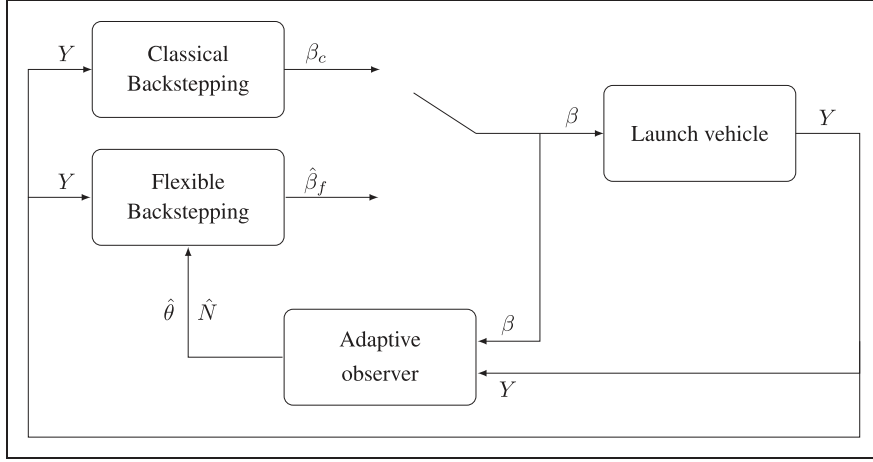 Y
Classical
Backstepping
β_c
β
Launch vehicle
Y
Y
Flexible
Backstepping
β̂_f
θ̂
N̂
Adaptive
observer
β
Y